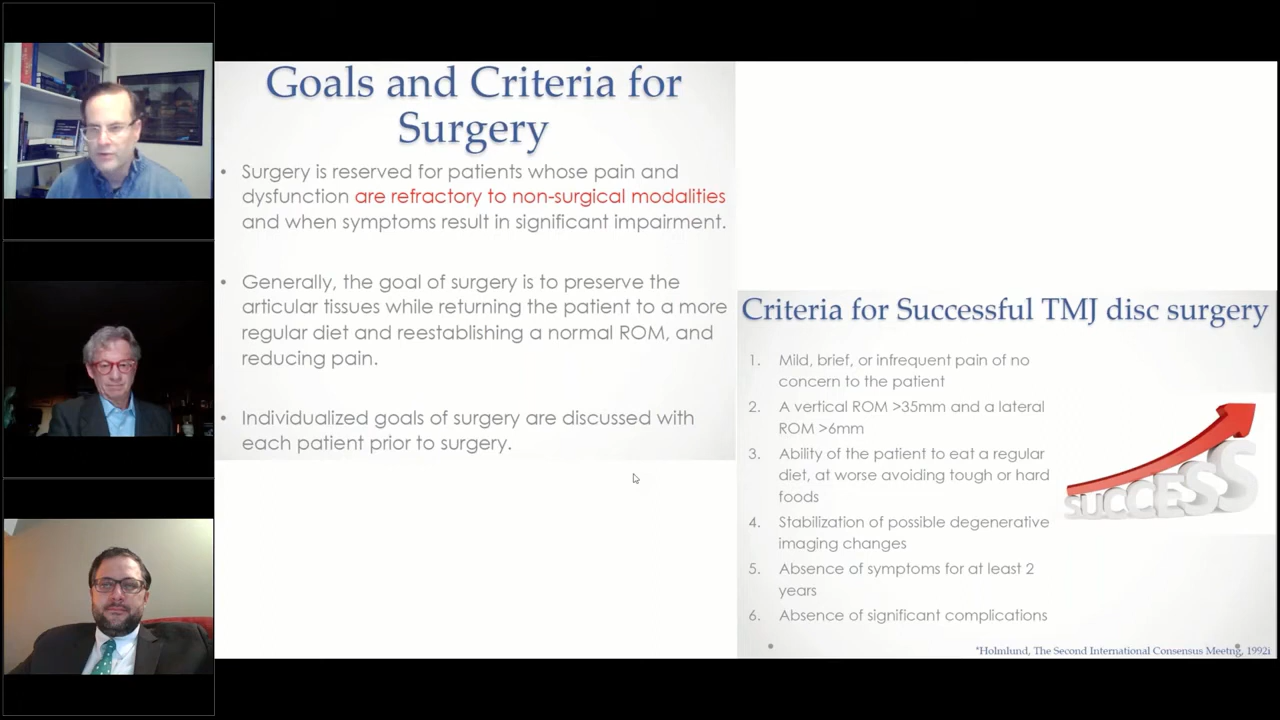 Goals and Criteria for
Surgery
• Surgery is reserved for patients whose pain and
dysfunction are refractory to non-surgical modalities
and when symptoms result in significant impairment.
• Generally, the goal of surgery is to preserve the
articular tissues while returning the patient to a more
regular diet and reestablishing a normal ROM, and
reducing pain.
• Individualized goals of surgery are discussed with
each patient prior to surgery.
Criteria for Successful TMJ disc surgery
1. Mild, brief, or infrequent pain of no
concern to the patient
2. A vertical ROM >35mm and a lateral
ROM >6mm
3. Ability of the patient to eat a regular
diet, at worse avoiding tough or hard
foods
4. Stabilization of possible degenerative
imaging changes
5. Absence of symptoms for at least 2
years
6. Absence of significant complications
SUCCESS
*Holmlund, The Second International Consensus Meetng, 1992i